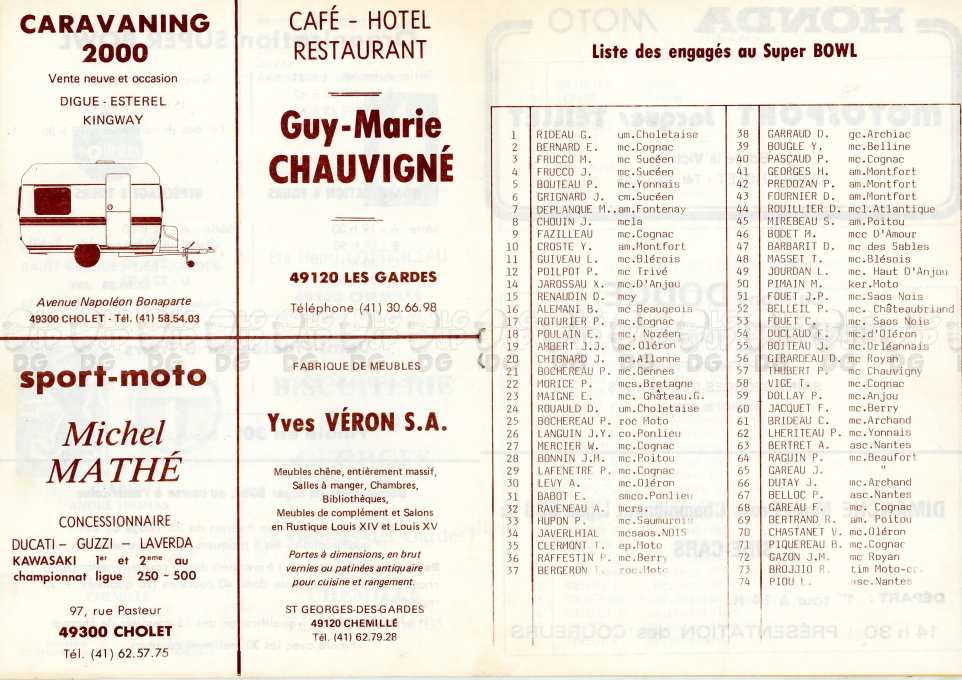 CARAVANING
2000
Vente neuve et occasion
DIGUE - ESTEREL
KINGWAY
Avenue Napoléon Bonaparte
49300 CHOLET - Tél. (41) 58.54.03
CAFÉ - HOTEL
RESTAURANT
Guy-Marie
CHAUVIGNÉ
49120 LES GARDES
Téléphone (41) 30.66.98
sport-moto
Michel
MATHÉ
CONCESSIONNAIRE
DUCATI - GUZZI - LAVERDA
KAWASAKI 1er et 2eme au
championnat ligue 250 - 500
97, rue Pasteur
49300 CHOLET
Tél. (41) 62.57.75
FABRIQUE DE MEUBLES
Yves VÉRON S.A.
Meubles chêne, entièrement massif,
Salles à manger, Chambres,
Bibliothèques,
Meubles de complément et Salons
en Rustique Louis XIV et Louis XV
Portes à dimensions, en brut
vernies ou patinées antiquaire
pour cuisine et rangement.
ST GEORGES-DES-GARDES
49120 CHEMILLÉ
Tél. (41) 62.79.28
Liste des engagés au Super BOWL
1 RIDEAU G. um.Choletaise
2 BERNARD E. mc.Cognac
3 FRUCCO M. mc Sucéen
4 FRUCCO J. mc.Sucéen
5 BOUTEAU P. mc.Yonnais
6 GRIGNARD J. cm.Sucéen
7 DEPLANQUE M..am.Fontenay
8 CHOUIN J. mcla
9 FAZILLEAU mc.Cognac
10 CROSTE Y. am.Montfort
11 GUIVEAU L. mc.Blérois
12 POILPOT P. mc Trivé
14 JAROSSAU X. mc.D'Anjou
15 RENAUDIN D. mcy
16 ALEMANI B. mc Beaugeois
17 ROTURIER P. mc.Cognac
18 POULAIN E. mc. Nozéen
19 AMBERT J.J. mc.Oléron
20 CHIGNARD J. mc.Allonne
21 BOCHEREAU P. mc.Gennes
22 MORICE P. mcs.Bretagne
23 MAIGNE E. mc. Château.G.
24 ROUAULD D. um.Choletaise
25 BOCHEREAU P. roc Moto
26 LANGUIN J.Y. co.Ponlieu
27 MERCIER W. mc.Cognac
28 BONNIN J.M. mc.Poitou
29 LAFENETRE P. mc.Cognac
30 LEVY A. mc.Oléron
31 BABOT E. smco.Ponlieu
32 RAVENEAU A. mcrs.
33 HUPON P. mc.Saumurois
34 JAVERLHIAL mcsaos.NOIS
35 CLERMONT T. sp.Moto
36 RAFFESTIN P. mc.Berry
37 BERGERON T. roc.Moto
38 GARRAUD D. gc.Archiac
39 BOUGLE Y. mc.Belline
40 PASCAUD P. mc.Cognac
41 GEORGES H. am.Montfort
42 PREDOZAN P. am.Montfort
43 FOURNIER D. am.Montfort
44 ROUILLIER D. mcl.Atlantique
45 MIREBEAU S. am.Poitou
46 BODET M. mcc D'Amour
47 BARBARIT D. mc des Sables
48 MASSET T. mc.Blésois
49 JOURDAN L. mc. Haut D'Anjou
50 PIMAIN M. ker.Moto
51 FOUET J.P. mc.Saos Nois
52 BELLEIL P. mc. Châteaubriand
53 FOUET C. mc. Saos Nois
54 DUCLAUD F. mc.d'Oléron
55 BOITEAU J. mc.Orléannais
56 GIRARDEAU D. mc Royan
57 THUBERT P. mc Chauvigny
58 VIGE T. mc.Cognac
59 DOLLAY P. mc.Anjou
60 JACQUET F. mc.Berry
61 BRIDEAU C. mc.Archand
62 LHERITEAU P. mc.Yonnais
63 BERTRET A. asc.Nantes
64 RAGUIN P. mc.Beaufort
65 GAREAU J. "
66 DUTAY J. mc.Archand
67 BELLOC P. asc.Nantes
68 GAREAU F. mc. Cognac
69 BERTRAND R. am. Poitou
70 CHASTANET V. mc.Oléron
71 PIQUEREAU B. mc.Cognac
72 GAZON J.M. mc Royan
73 BROJJIO R. tim Moto-cr.
74 PIOU L. asc.Nantes